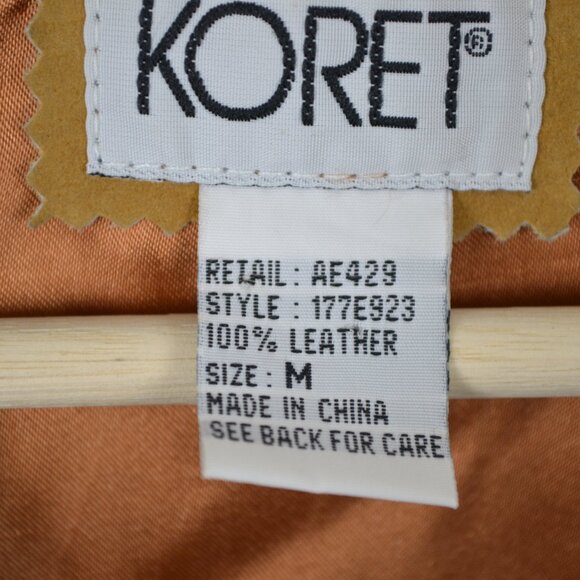 KORET®
RETAIL : AE429
STYLE : 177E923
100% LEATHER
SIZE : M
MADE IN CHINA
SEE BACK FOR CARE